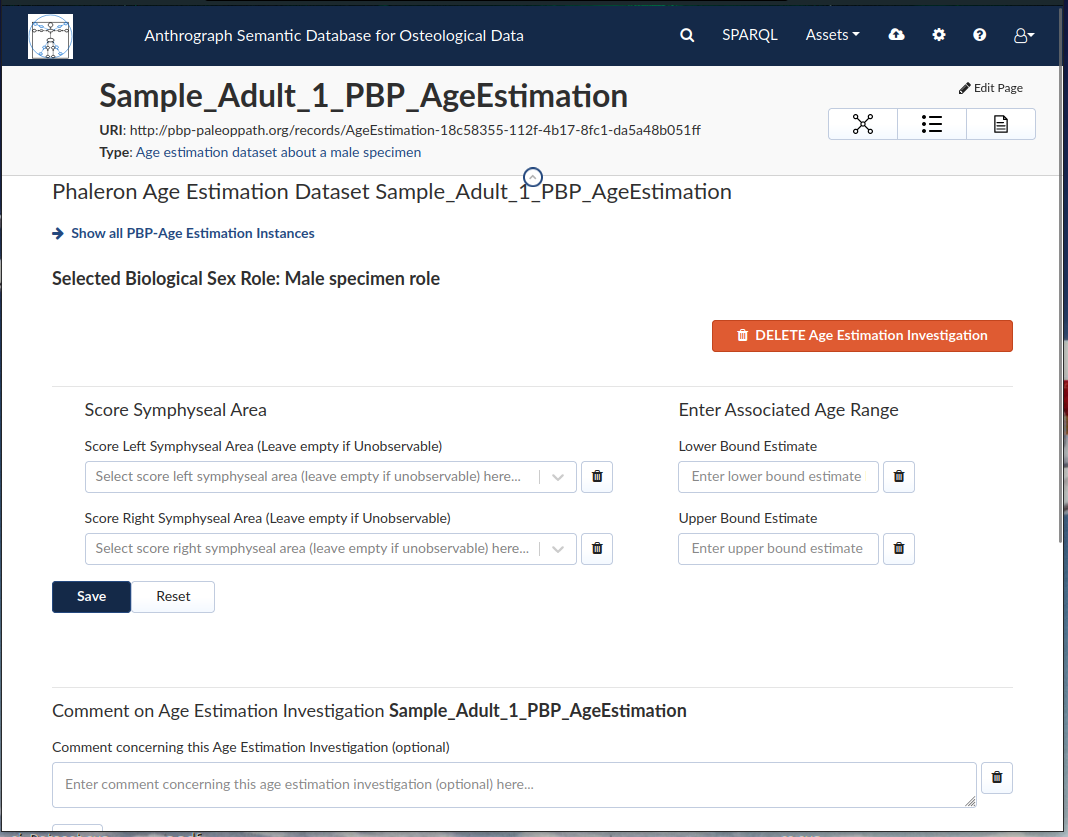 Anthrograph Semantic Database for Osteological Data SPARQL Assets
Sample_Adult_1_PBP_AgeEstimation
Edit Page
URI: http://pbp-paleoppath.org/records/AgeEstimation-18c58355-112f-4b17-8fc1-da5a48b051ff
Type: Age estimation dataset about a male specimen
Phaleron Age Estimation Dataset Sample_Adult_1_PBP_AgeEstimation
Show all PBP-Age Estimation Instances
Selected Biological Sex Role: Male specimen role
DELETE Age Estimation Investigation
Score Symphyseal Area
Score Left Symphyseal Area (Leave empty if Unobservable)
Select score left symphyseal area (leave empty if unobservable) here...
Score Right Symphyseal Area (Leave empty if Unobservable)
Select score right symphyseal area (leave empty if unobservable) here...
Enter Associated Age Range
Lower Bound Estimate
Enter lower bound estimate
Upper Bound Estimate
Enter upper bound estimate
Save Reset
Comment on Age Estimation Investigation Sample_Adult_1_PBP_AgeEstimation
Comment concerning this Age Estimation Investigation (optional)
Enter comment concerning this age estimation investigation (optional) here...